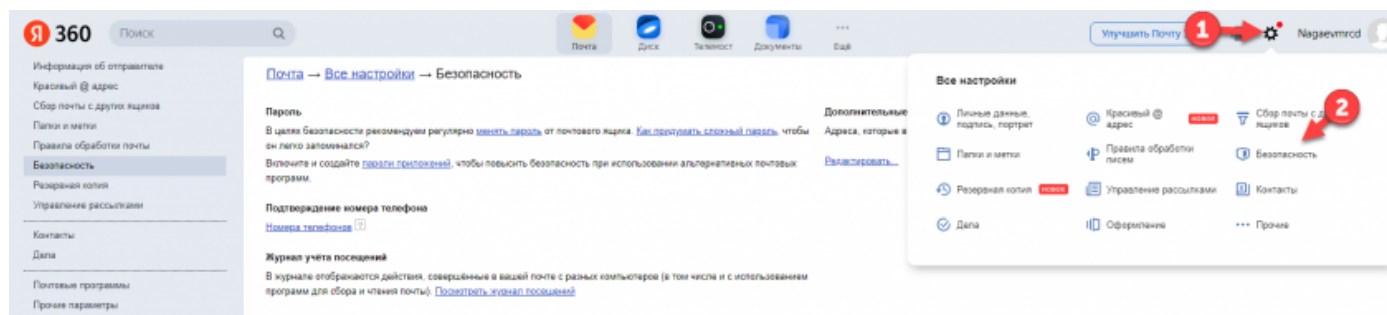 Я 360
Поиск
Почта
Диск
Телемост
Документы
Ещё
Улучшить Почту
1
Nagaevmrcd
Информация об отправителе
Красивый @ адрес
Сбор почты с других ящиков
Папки и метки
Правила обработки почты
Безопасность
Резервная копия
Управление рассылками
Контакты
Дела
Почтовые программы
Прочие параметры
Почта → Все настройки → Безопасность
Пароль
В целях безопасности рекомендуем регулярно менять пароль от почтового ящика. Как придумать сложный пароль, чтобы
он легко запоминался?
Включите и создайте пароли приложений, чтобы повысить безопасность при использовании альтернативных почтовых
программ.
Подтверждение номера телефона
Номера телефонов ?
Журнал учёта посещений
В журнале отображаются действия, совершённые в вашей почте с разных компьютеров (в том числе и с использованием
программ для сбора и чтения почты). Посмотреть журнал посещений
Дополнительные
Адреса, которые в
Редактировать...
Все настройки
Личные данные,
подпись, портрет
Красивый @
адрес
НОВОЕ
Сбор почты с д
ящиков
2
Папки и метки
Правила обработки
писем
Безопасность
Резервная копия НОВОЕ
Управление рассылками
Контакты
Дела
Оформление
Прочие